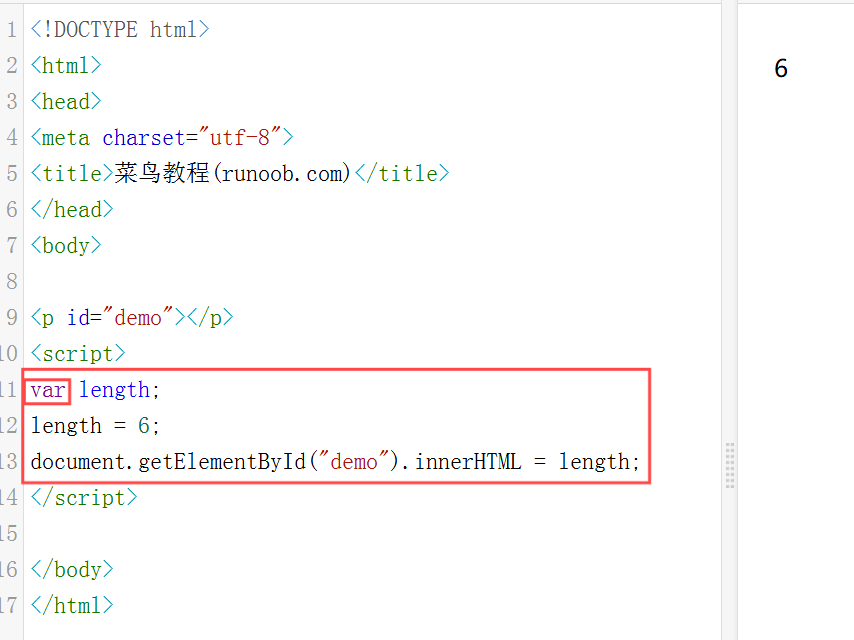 1 <!DOCTYPE html>
2 <html>
3 <head>
4 <meta charset="utf-8">
5 <title>菜鸟教程(runoob.com)</title>
6 </head>
7 <body>
8
9 <p id="demo"></p>
10 <script>
11 var length;
12 length = 6;
13 document.getElementById("demo").innerHTML = length;
14 </script>
15
16 </body>
17 </html>
6